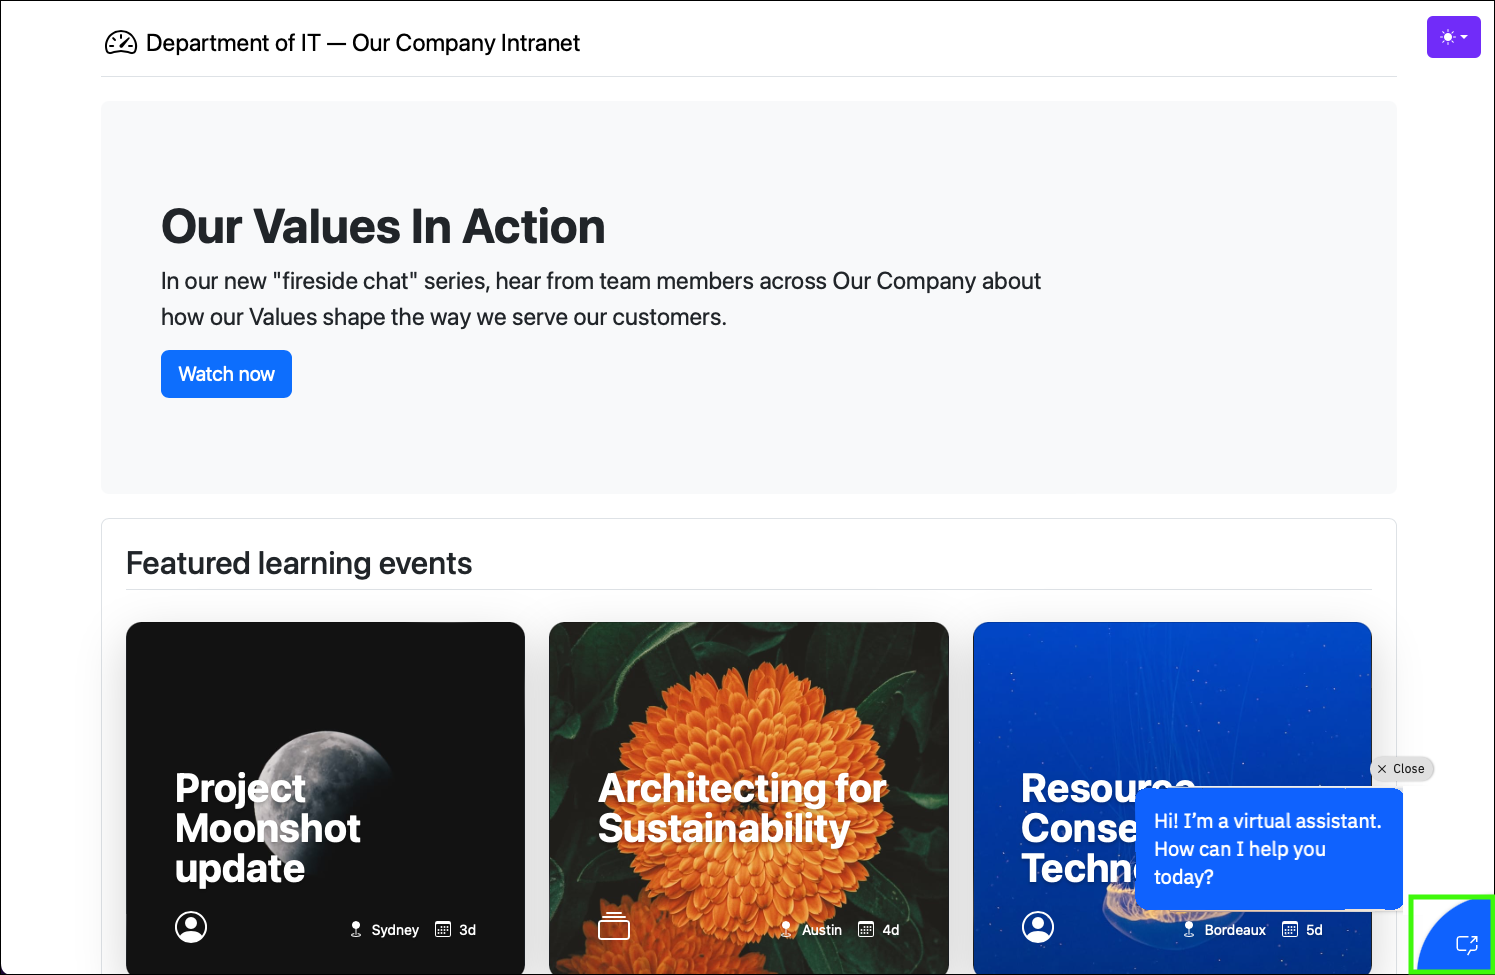 Department of IT — Our Company Intranet
Our Values In Action
In our new "fireside chat" series, hear from team members across Our Company about
how our Values shape the way we serve our customers.
Watch now
Featured learning events
Project
Moonshot
update
Sydney 3d
Architecting for
Sustainability
Austin 4d
Resource
Conse
Techn
Bordeaux 5d
Close
Hi! I'm a virtual assistant.
How can I help you
today?